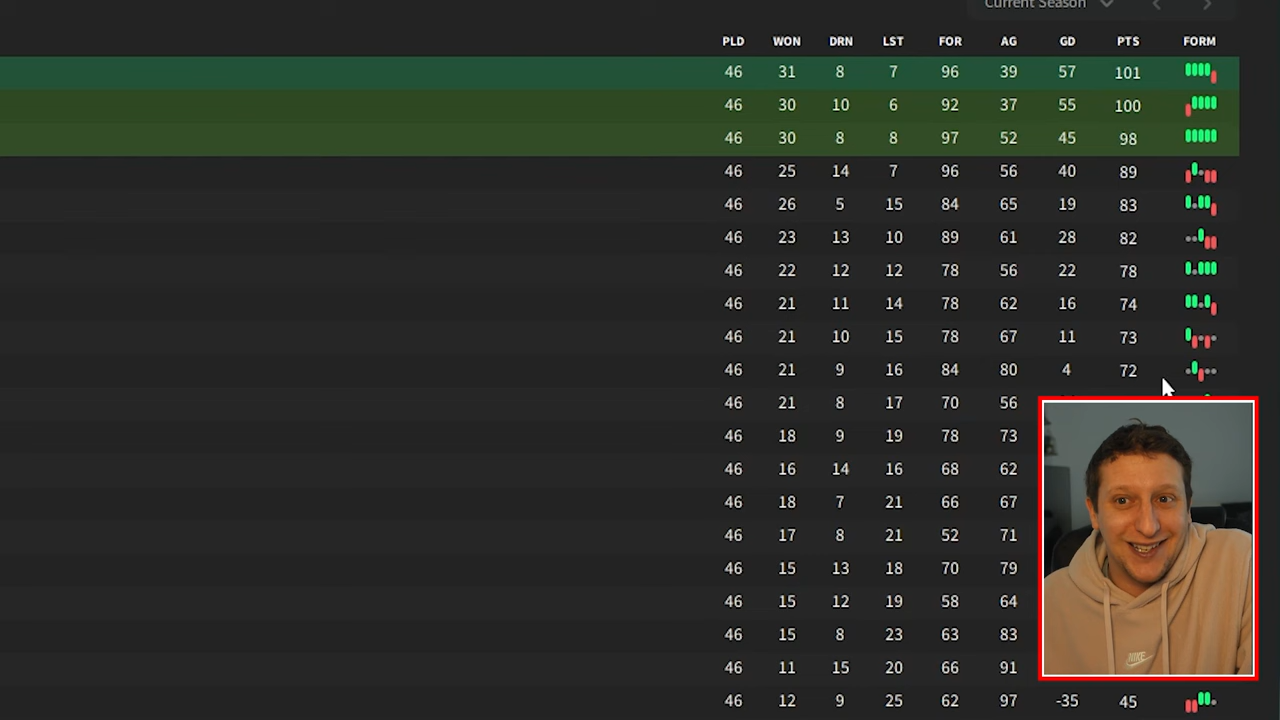 Current Season
PLD WON DRN LST FOR AG GD PTS FORM
46 31 8 7 96 39 57 101
46 30 10 6 92 37 55 100
46 30 8 8 97 52 45 98
46 25 14 7 96 56 40 89
46 26 5 15 84 65 19 83
46 23 13 10 89 61 28 82
46 22 12 12 78 56 22 78
46 21 11 14 78 62 16 74
46 21 10 15 78 67 11 73
46 21 9 16 84 80 4 72
46 21 8 17 70 56
46 18 9 19 78 73
46 16 14 16 68 62
46 18 7 21 66 67
46 17 8 21 52 71
46 15 13 18 70 79
46 15 12 19 58 64
46 15 8 23 63 83
46 11 15 20 66 91
46 12 9 25 62 97 -35 45
NIKE